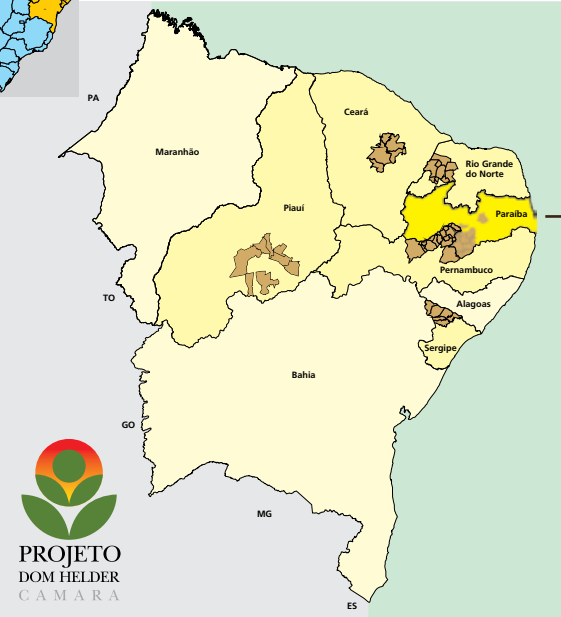 PA
Ceará
Maranhão
Rio Grande
do Norte
Piauí
Paraíba
Pernambuco
TO
Alagoas
Sergipe
Bahia
GO
MG
PROJETO
DOM HELDER
CAMARA
ES